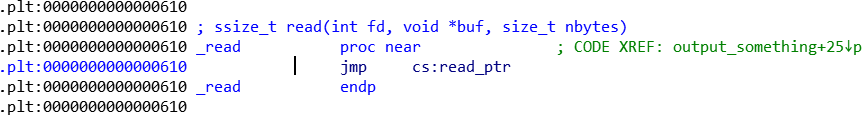 .plt:0000000000000610
.plt:0000000000000610 ; ssize_t read(int fd, void *buf, size_t nbytes)
.plt:0000000000000610 _read           proc near               ; CODE XREF: output_something+25↓p
.plt:0000000000000610                 jmp     cs:read_ptr
.plt:0000000000000610 _read           endp
.plt:0000000000000610